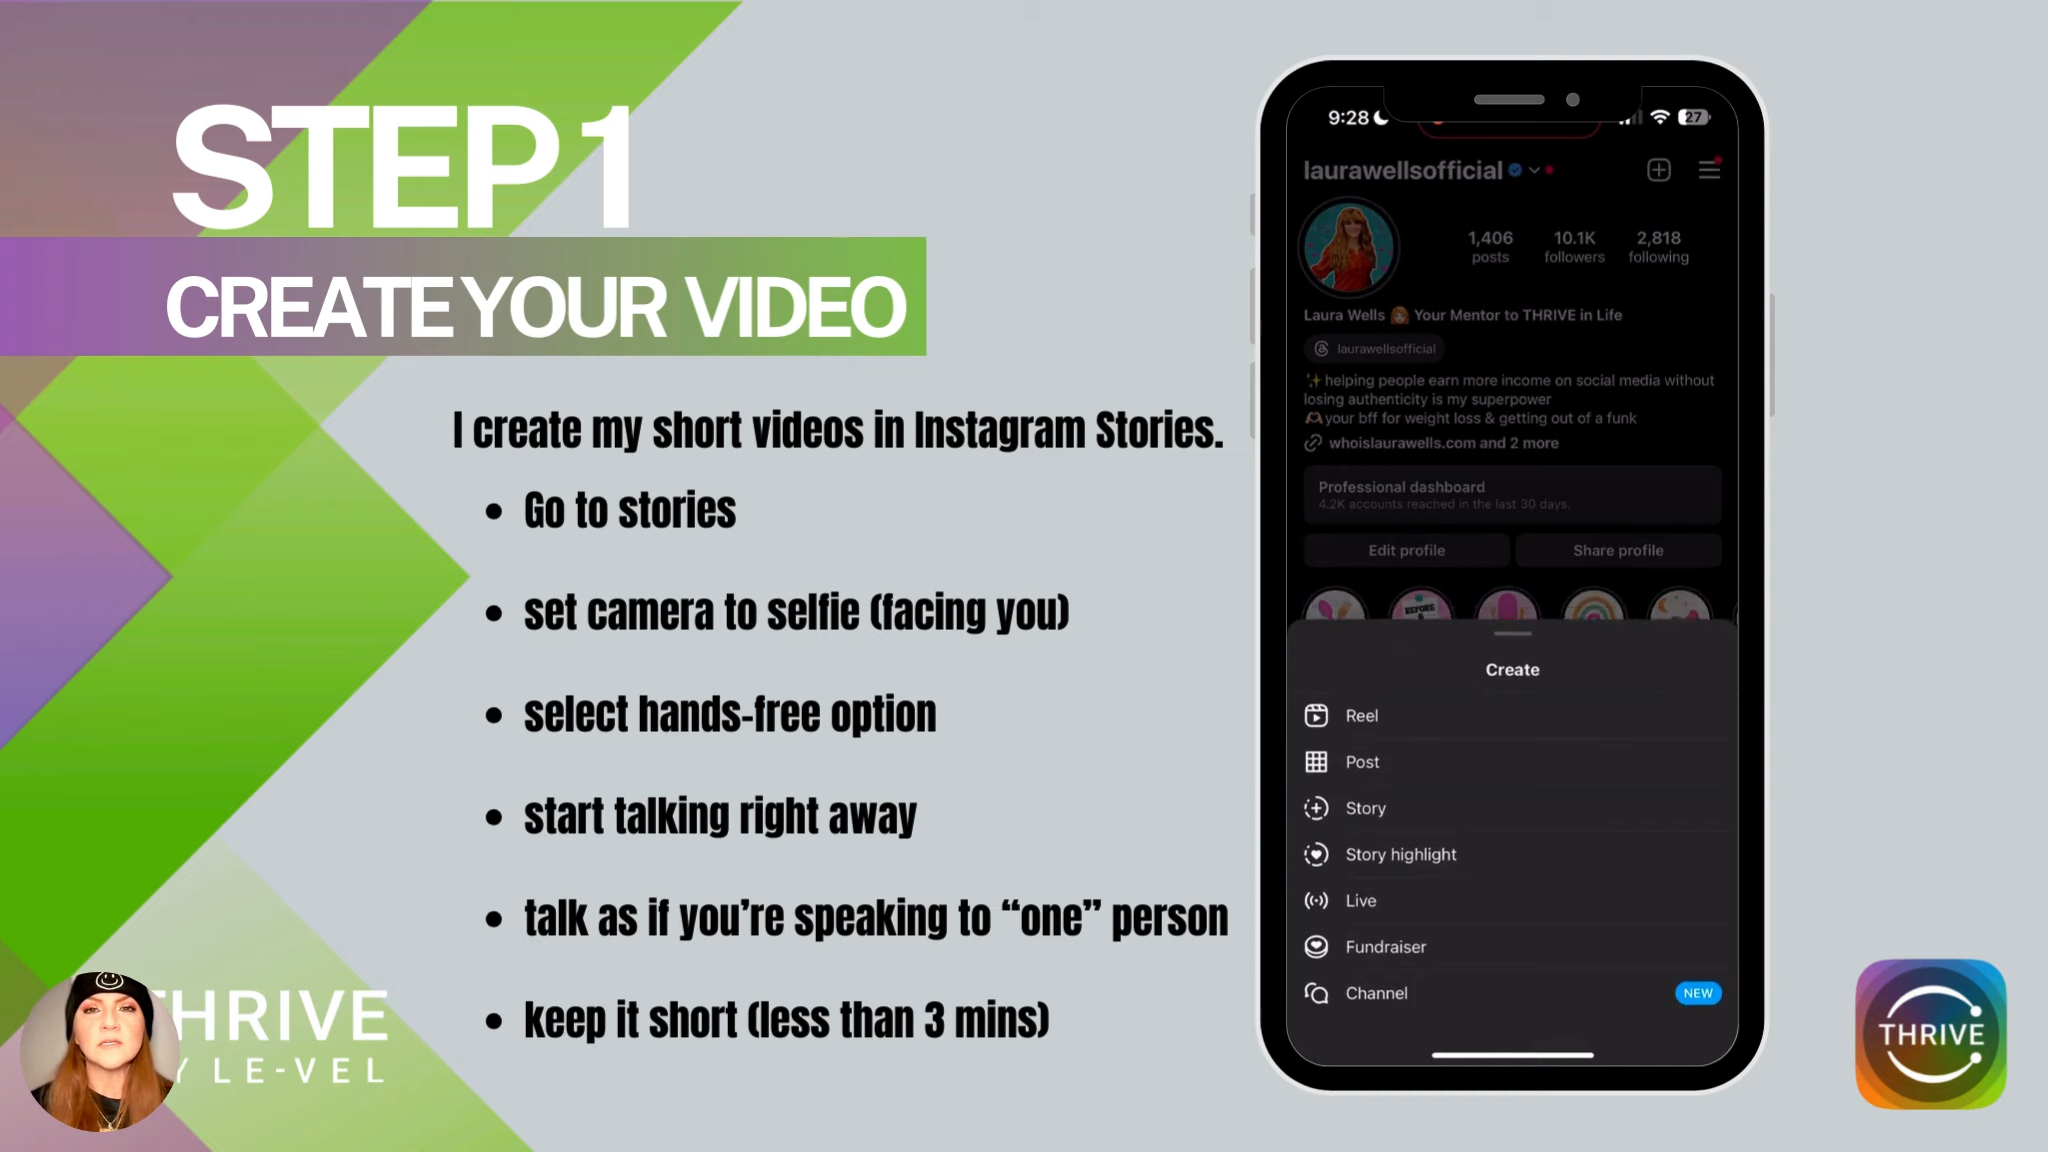 STEP 1
CREATE YOUR VIDEO
I create my short videos in Instagram Stories.
Go to stories
set camera to selfie (facing you)
select hands-free option
start talking right away
talk as if you’re speaking to “one” person
keep it short (less than 3 mins)
THRIVE
Y LE-VEL
9:28
27
laurawellsofficial
1,406 10.1K 2,818
posts followers following
Laura Wells Your Mentor to THRIVE in Life
laurawellsofficial
✨ helping people earn more income on social media without
losing authenticity is my superpower
🫶 your bff for weight loss & getting out of a funk
whoislaurawells.com and 2 more
Professional dashboard
4.2K accounts reached in the last 30 days.
Edit profile Share profile
BEFORE
Create
Reel
Post
Story
Story highlight
Live
Fundraiser
Channel NEW
THRIVE